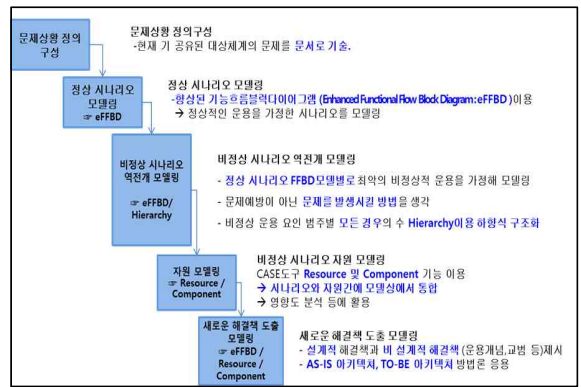 문제상황 정의
구성
문제상황 정의구성
-현재 기 공유된 대상체계의 문제를 문서로 기술.
정상 시나리오
모델링
☞ eFFBD
정상 시나리오 모델링
-향상된 기능흐름블럭다이어그램 (Enhanced Functional Flow Block Diagram:eFFBD )이용
→ 정상적인 운용을 가정한 시나리오를 모델링
비정상 시나리오
역전개 모델링
☞ eFFBD/
Hierarchy
비정상 시나리오 역전개 모델링
- 정상 시나리오 FFBD모델별로 최악의 비정상적 운용을 가정해 모델링
- 문제예방이 아닌 문제를 발생시킬 방법을 생각
- 비정상 운용 요인 범주별 모든 경우의 수 Hierarchy이용 하향식 구조화
자원 모델링
☞ Resource /
Component
비정상 시나리오 자원 모델링
CASE도구 Resource 및 Component 기능 이용
→ 시나리오와 자원간에 모델상에서 통합
→ 영향도 분석 등에 활용
새로운 해결책 도출
모델링
☞ eFFBD /
Resource /
Component
새로운 해결책 도출 모델링
- 설계적 해결책과 비 설계적 해결책 (운용개념,교범 등)제시
- AS-IS 아키텍처, TO-BE 아키텍처 방법론 응용